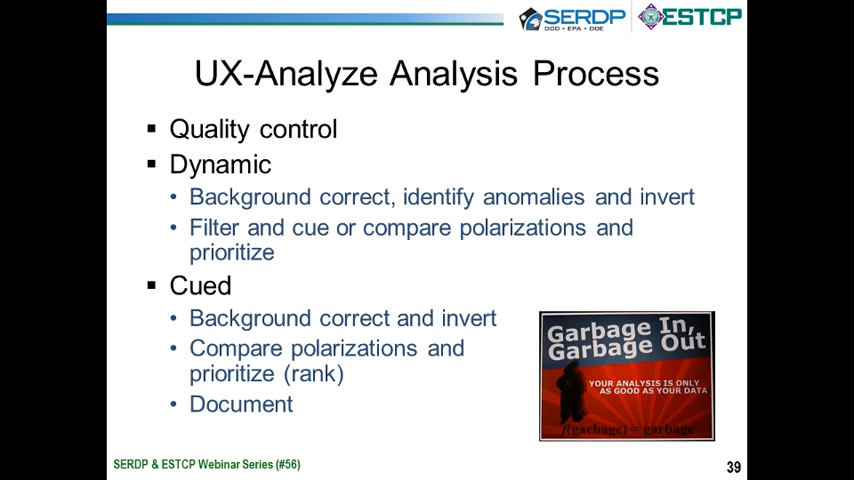 SERDP
DOD • EPA • DOE
ESTCP
UX-Analyze Analysis Process
▪ Quality control
▪ Dynamic
• Background correct, identify anomalies and invert
• Filter and cue or compare polarizations and
prioritize
▪ Cued
• Background correct and invert
• Compare polarizations and
prioritize (rank)
• Document
Garbage In,
Garbage Out
YOUR ANALYSIS IS ONLY
AS GOOD AS YOUR DATA
f(garbage) = garbage
SERDP & ESTCP Webinar Series (#56)
39